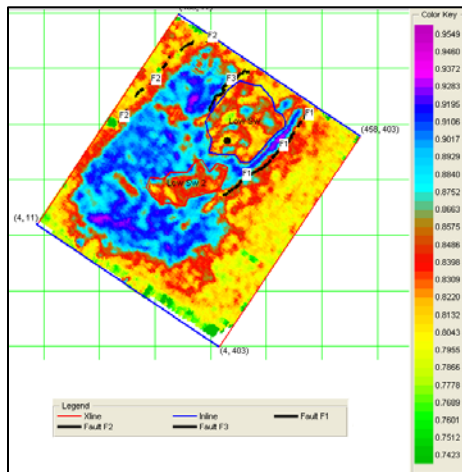 Color Key
0.9549
0.9460
0.9372
0.9283
0.9195
0.9106
0.9018
0.8929
0.8840
0.8752
0.8663
0.8575
0.8486
0.8398
0.8309
0.8220
0.8132
0.8043
0.7955
0.7866
0.7778
0.7689
0.7601
0.7512
0.7423
F2
F2
F2
F3
F1
F1
F1
(458, 403)
(4, 11)
(4, 403)
Legend
Xline
Inline
Fault F1
Fault F2
Fault F3